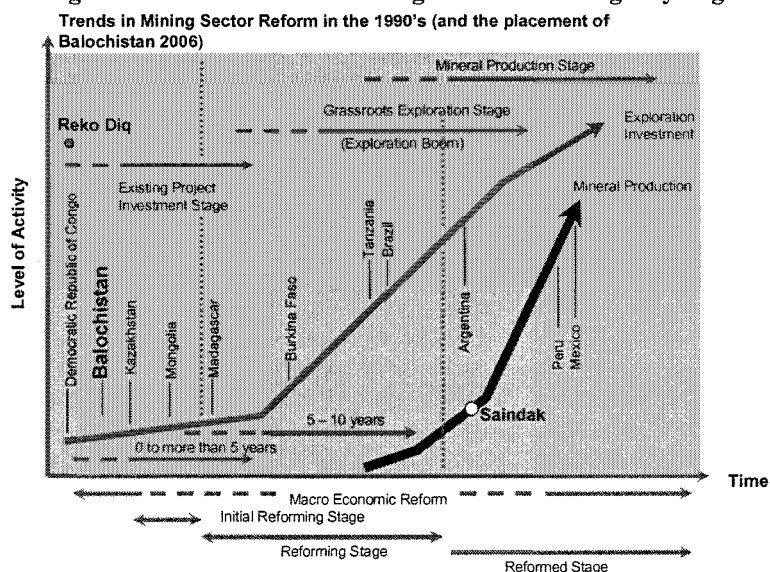 Trends in Mining Sector Reform in the 1990's (and the placement of
Balochistan 2006)
Mineral Production Stage
Reko Diq
Grassroots Exploration Stage
(Exploration Boom)
Exploration
Investment
Existing Project
Investment Stage
Mineral Production
Level of Activity
Democratic Republic of Congo
Balochistan
Kazakhstan
Mongolia
Madagascar
Burkina Faso
Tanzania
Brazil
Argentina
Peru
Mexico
Saindak
5 – 10 years
0 to more than 5 years
Time
Macro Economic Reform
Initial Reforming Stage
Reforming Stage
Reformed Stage